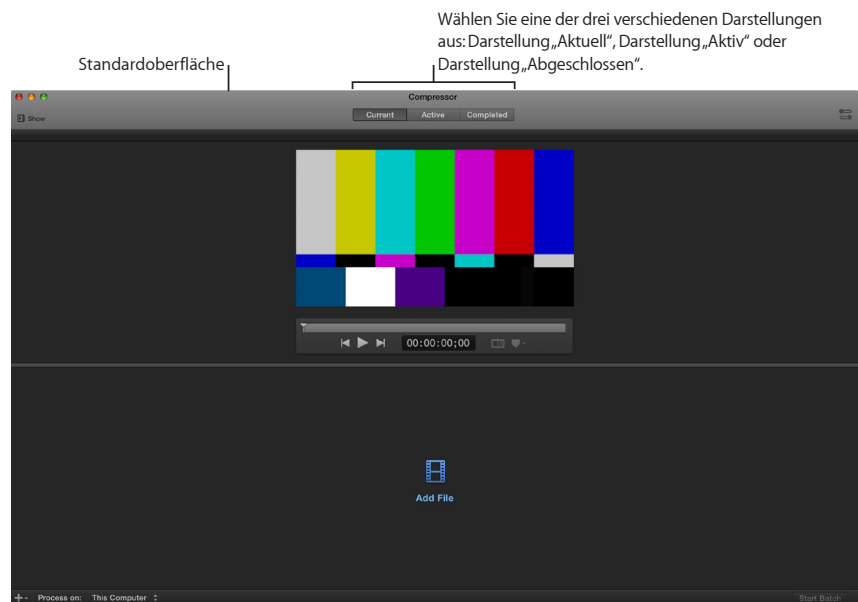 Wählen Sie eine der drei verschiedenen Darstellungen
aus: Darstellung „Aktuell“, Darstellung „Aktiv“ oder
Darstellung „Abgeschlossen“.
Standardoberfläche
Compressor
Show
Current Active Completed
00:00:00;00
Add File
Process on: This Computer
Start Batch